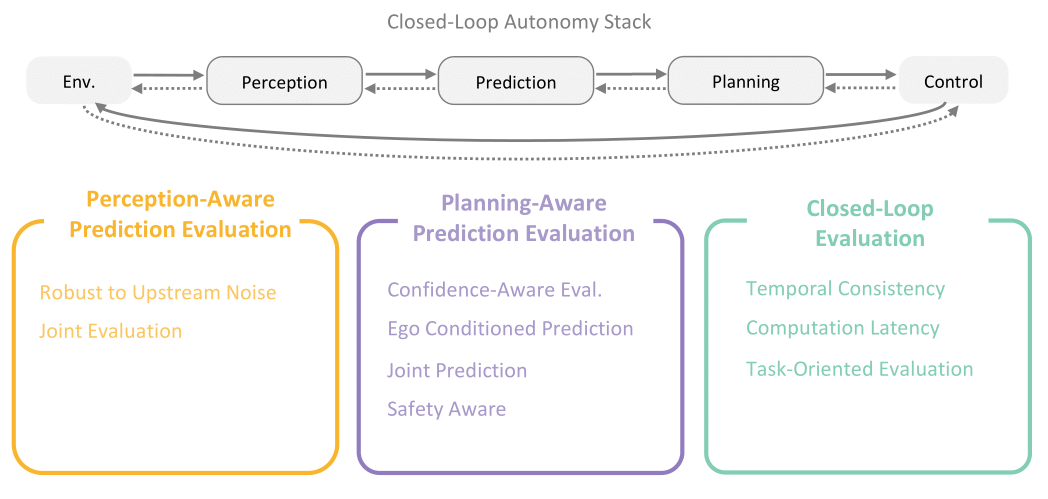 Closed-Loop Autonomy Stack
Env.
Perception
Prediction
Planning
Control
Perception-Aware
Prediction Evaluation
Robust to Upstream Noise
Joint Evaluation
Planning-Aware
Prediction Evaluation
Confidence-Aware Eval.
Ego Conditioned Prediction
Joint Prediction
Safety Aware
Closed-Loop
Evaluation
Temporal Consistency
Computation Latency
Task-Oriented Evaluation